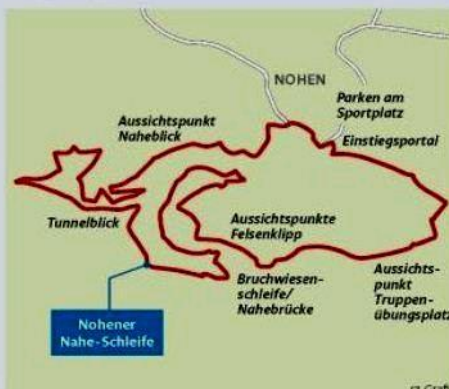 NOHEN
Parken am
Sportplatz
Aussichtspunkt
Naheblick
Einstiegsportal
Tunnelblick
Aussichtspunkte
Felsenklipp
Bruchwiesen-
schleife/
Nahebrücke
Aussichts-
punkt
Truppen-
übungsplatz
Nohener
Nahe-Schleife